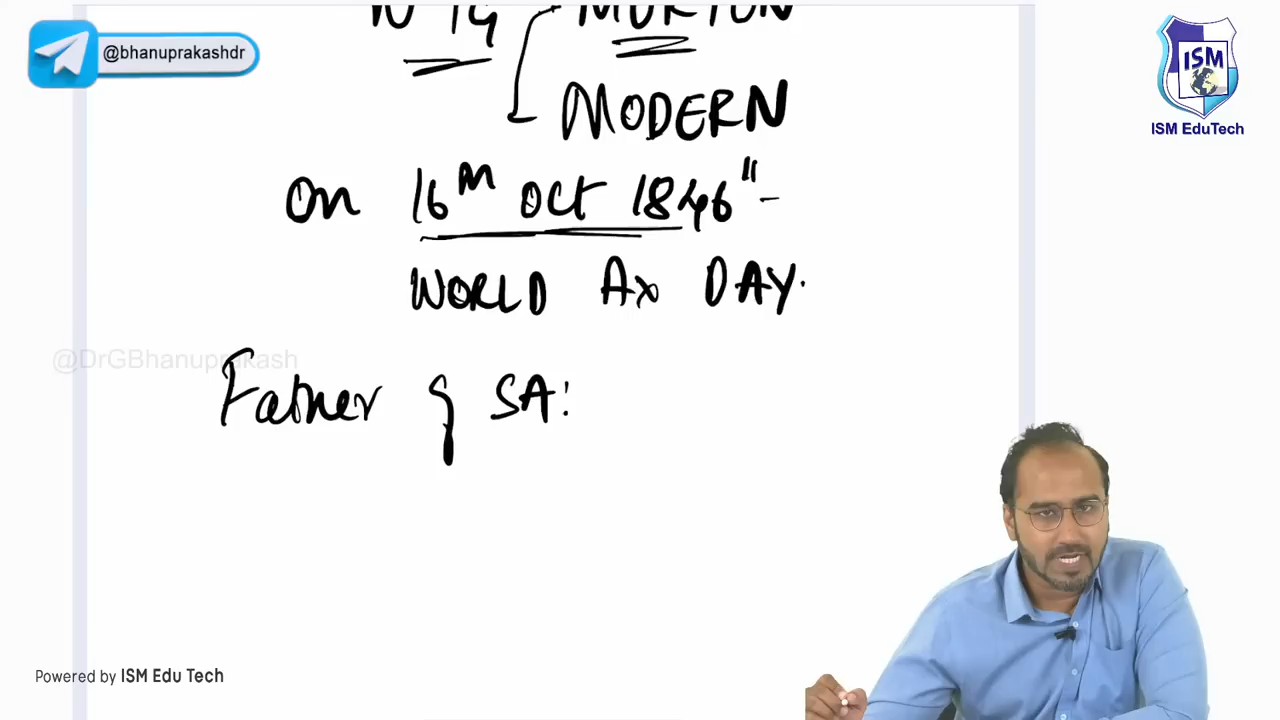 @bhanuprakashdr
ISM
ISM EduTech
MORTON
MODERN
On 16th Oct 1846" -
WORLD Ax DAY.
@DrGBhanuprakash
Father of SA:
Powered by ISM Edu Tech